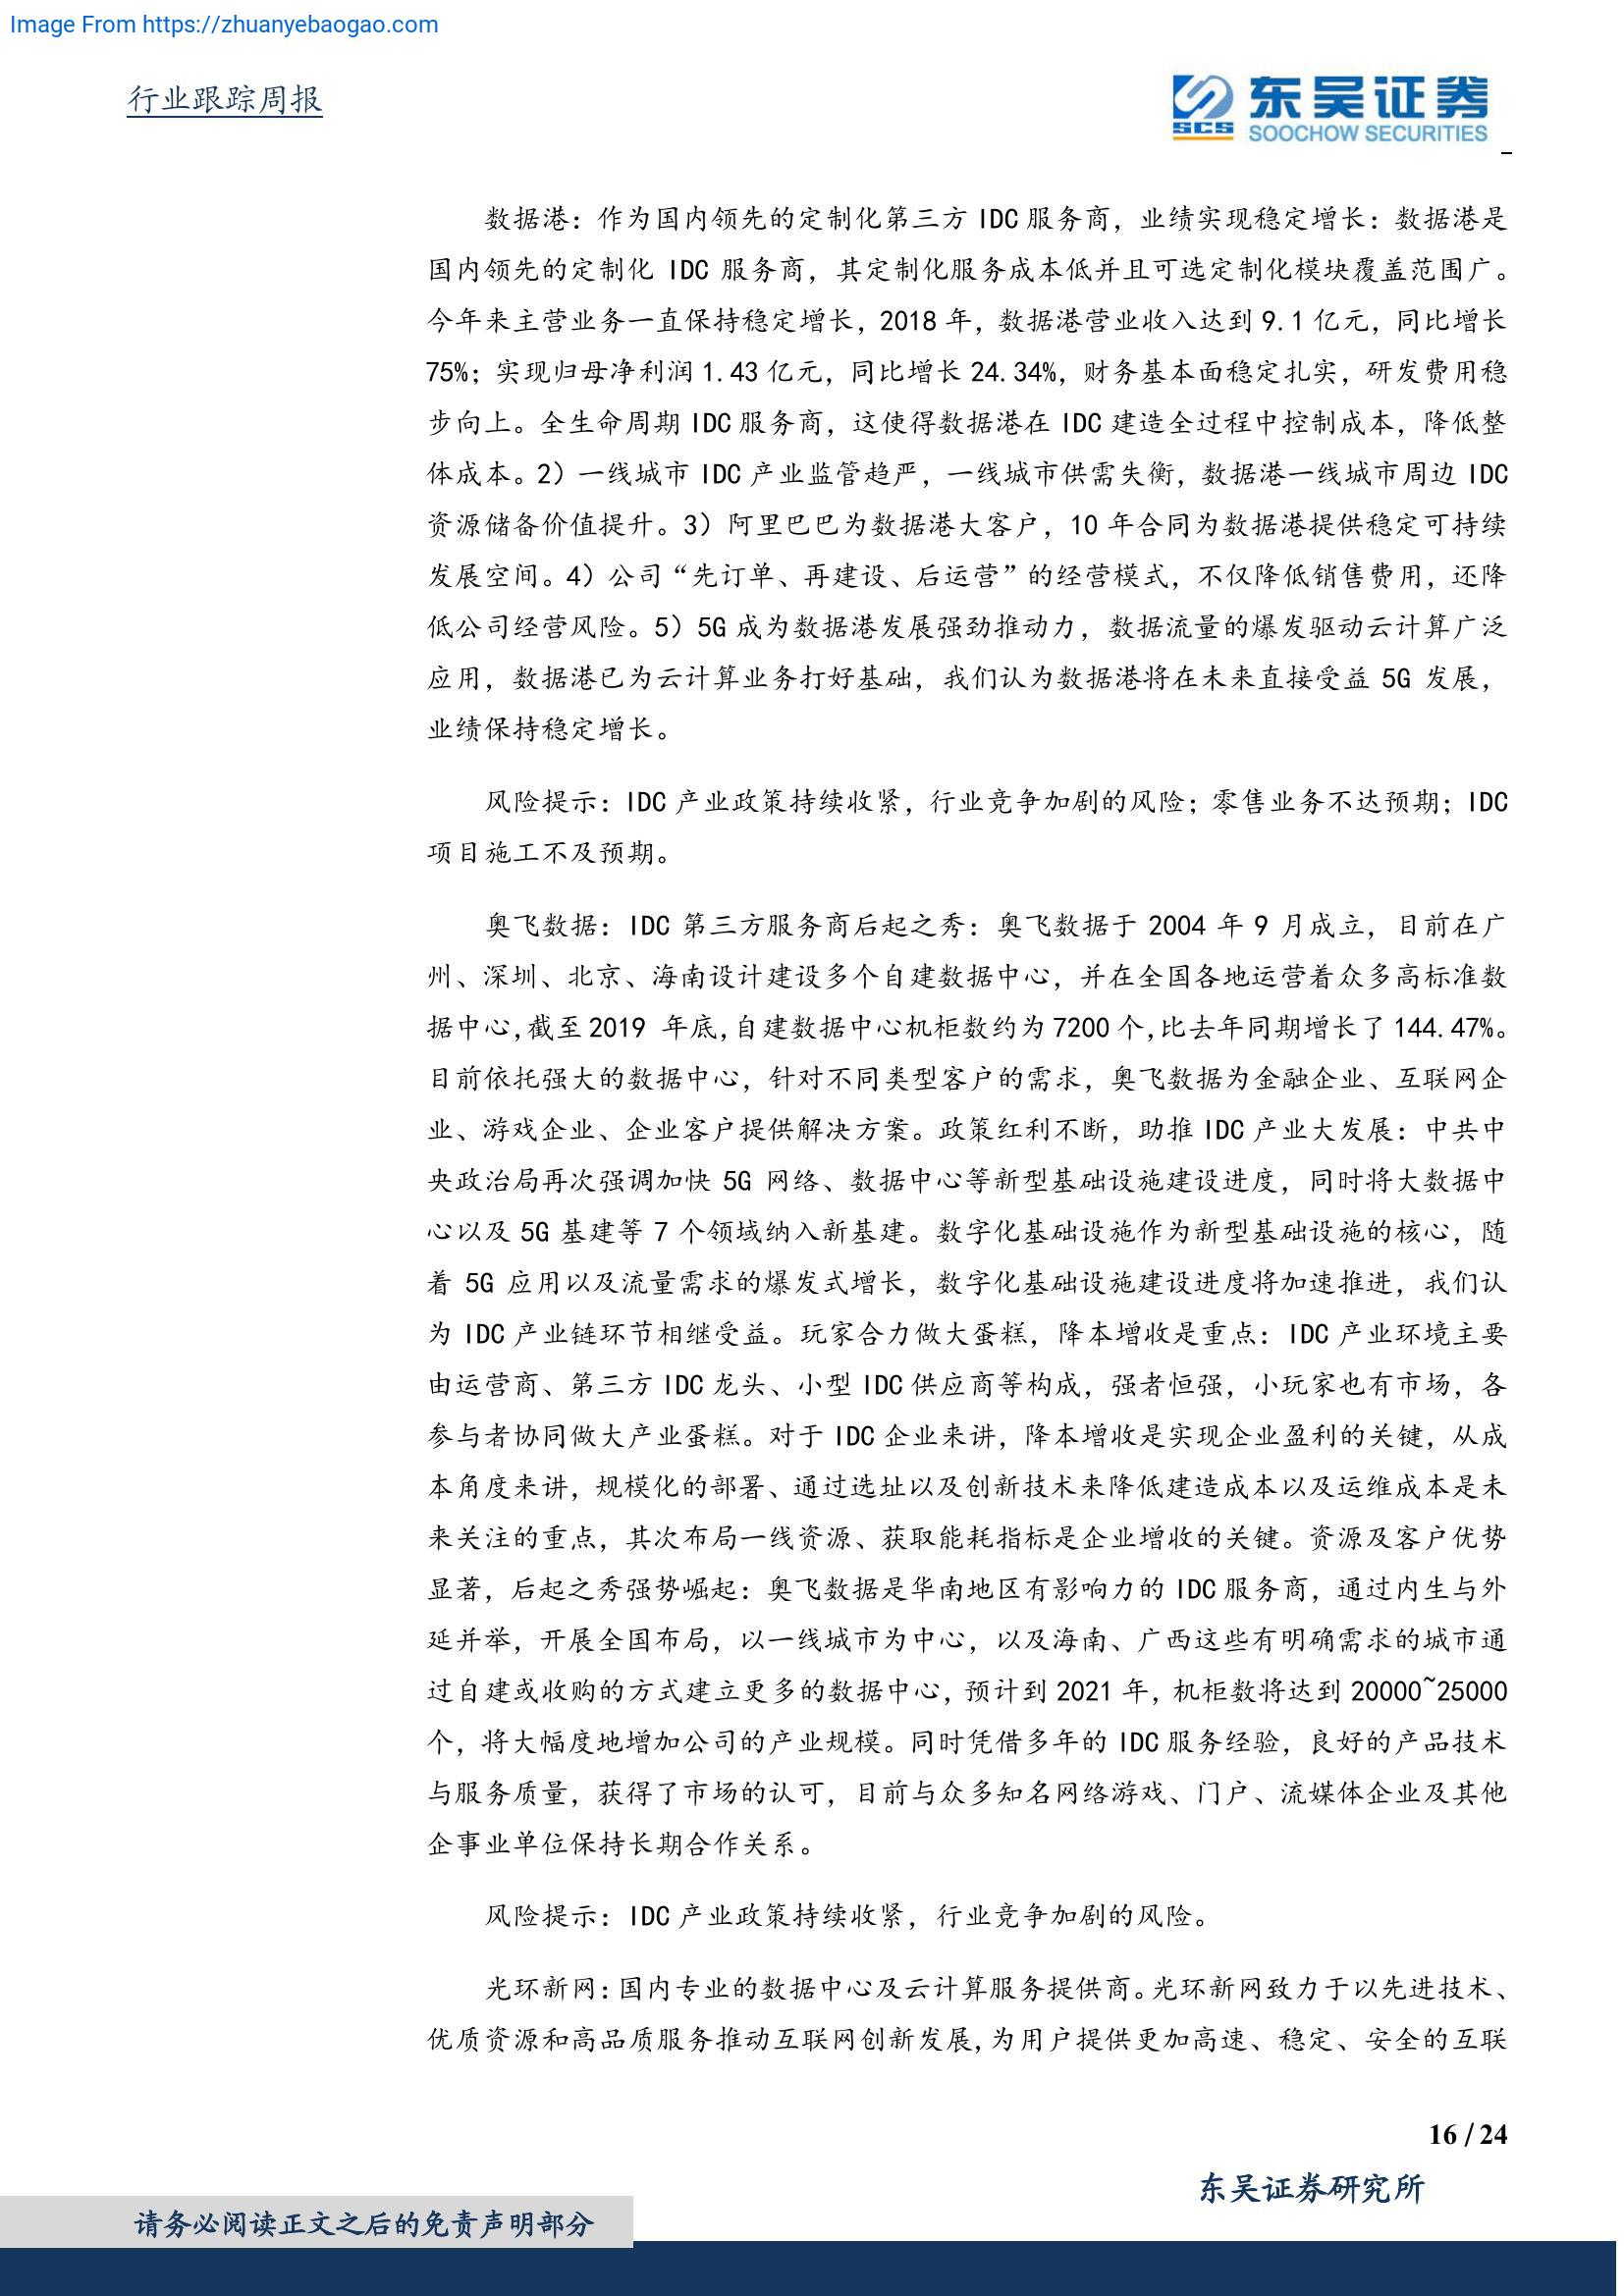 Image From https://zhuanyebaogao.com
行业跟踪周报
SCS 东吴证券
SOOCHOW SECURITIES
数据港：作为国内领先的定制化第三方 IDC 服务商，业绩实现稳定增长：数据港是
国内领先的定制化 IDC 服务商，其定制化服务成本低并且可选定制化模块覆盖范围广。
今年来主营业务一直保持稳定增长，2018 年，数据港营业收入达到 9.1 亿元，同比增长
75%；实现归母净利润 1.43 亿元，同比增长 24.34%，财务基本面稳定扎实，研发费用稳
步向上。全生命周期 IDC 服务商，这使得数据港在 IDC 建造全过程中控制成本，降低整
体成本。2）一线城市 IDC 产业监管趋严，一线城市供需失衡，数据港一线城市周边 IDC
资源储备价值提升。3）阿里巴巴为数据港大客户，10 年合同为数据港提供稳定可持续
发展空间。4）公司“先订单、再建设、后运营”的经营模式，不仅降低销售费用，还降
低公司经营风险。5）5G 成为数据港发展强劲推动力，数据流量的爆发驱动云计算广泛
应用，数据港已为云计算业务打好基础，我们认为数据港将在未来直接受益 5G 发展，
业绩保持稳定增长。
风险提示：IDC 产业政策持续收紧，行业竞争加剧的风险；零售业务不达预期；IDC
项目施工不及预期。
奥飞数据：IDC 第三方服务商后起之秀：奥飞数据于 2004 年 9 月成立，目前在广
州、深圳、北京、海南设计建设多个自建数据中心，并在全国各地运营着众多高标准数
据中心,截至 2019 年底,自建数据中心机柜数约为 7200 个,比去年同期增长了 144.47%。
目前依托强大的数据中心，针对不同类型客户的需求，奥飞数据为金融企业、互联网企
业、游戏企业、企业客户提供解决方案。政策红利不断，助推 IDC 产业大发展：中共中
央政治局再次强调加快 5G 网络、数据中心等新型基础设施建设进度，同时将大数据中
心以及 5G 基建等 7 个领域纳入新基建。数字化基础设施作为新型基础设施的核心，随
着 5G 应用以及流量需求的爆发式增长，数字化基础设施建设进度将加速推进，我们认
为 IDC 产业链环节相继受益。玩家合力做大蛋糕，降本增收是重点：IDC 产业环境主要
由运营商、第三方 IDC 龙头、小型 IDC 供应商等构成，强者恒强，小玩家也有市场，各
参与者协同做大产业蛋糕。对于 IDC 企业来讲，降本增收是实现企业盈利的关键，从成
本角度来讲，规模化的部署、通过选址以及创新技术来降低建造成本以及运维成本是未
来关注的重点，其次布局一线资源、获取能耗指标是企业增收的关键。资源及客户优势
显著，后起之秀强势崛起：奥飞数据是华南地区有影响力的 IDC 服务商，通过内生与外
延并举，开展全国布局，以一线城市为中心，以及海南、广西这些有明确需求的城市通
过自建或收购的方式建立更多的数据中心，预计到 2021 年，机柜数将达到 20000~25000
个，将大幅度地增加公司的产业规模。同时凭借多年的 IDC 服务经验，良好的产品技术
与服务质量，获得了市场的认可，目前与众多知名网络游戏、门户、流媒体企业及其他
企事业单位保持长期合作关系。
风险提示：IDC 产业政策持续收紧，行业竞争加剧的风险。
光环新网：国内专业的数据中心及云计算服务提供商。光环新网致力于以先进技术、
优质资源和高品质服务推动互联网创新发展,为用户提供更加高速、稳定、安全的互联
16 / 24
东吴证券研究所
请务必阅读正文之后的免责声明部分